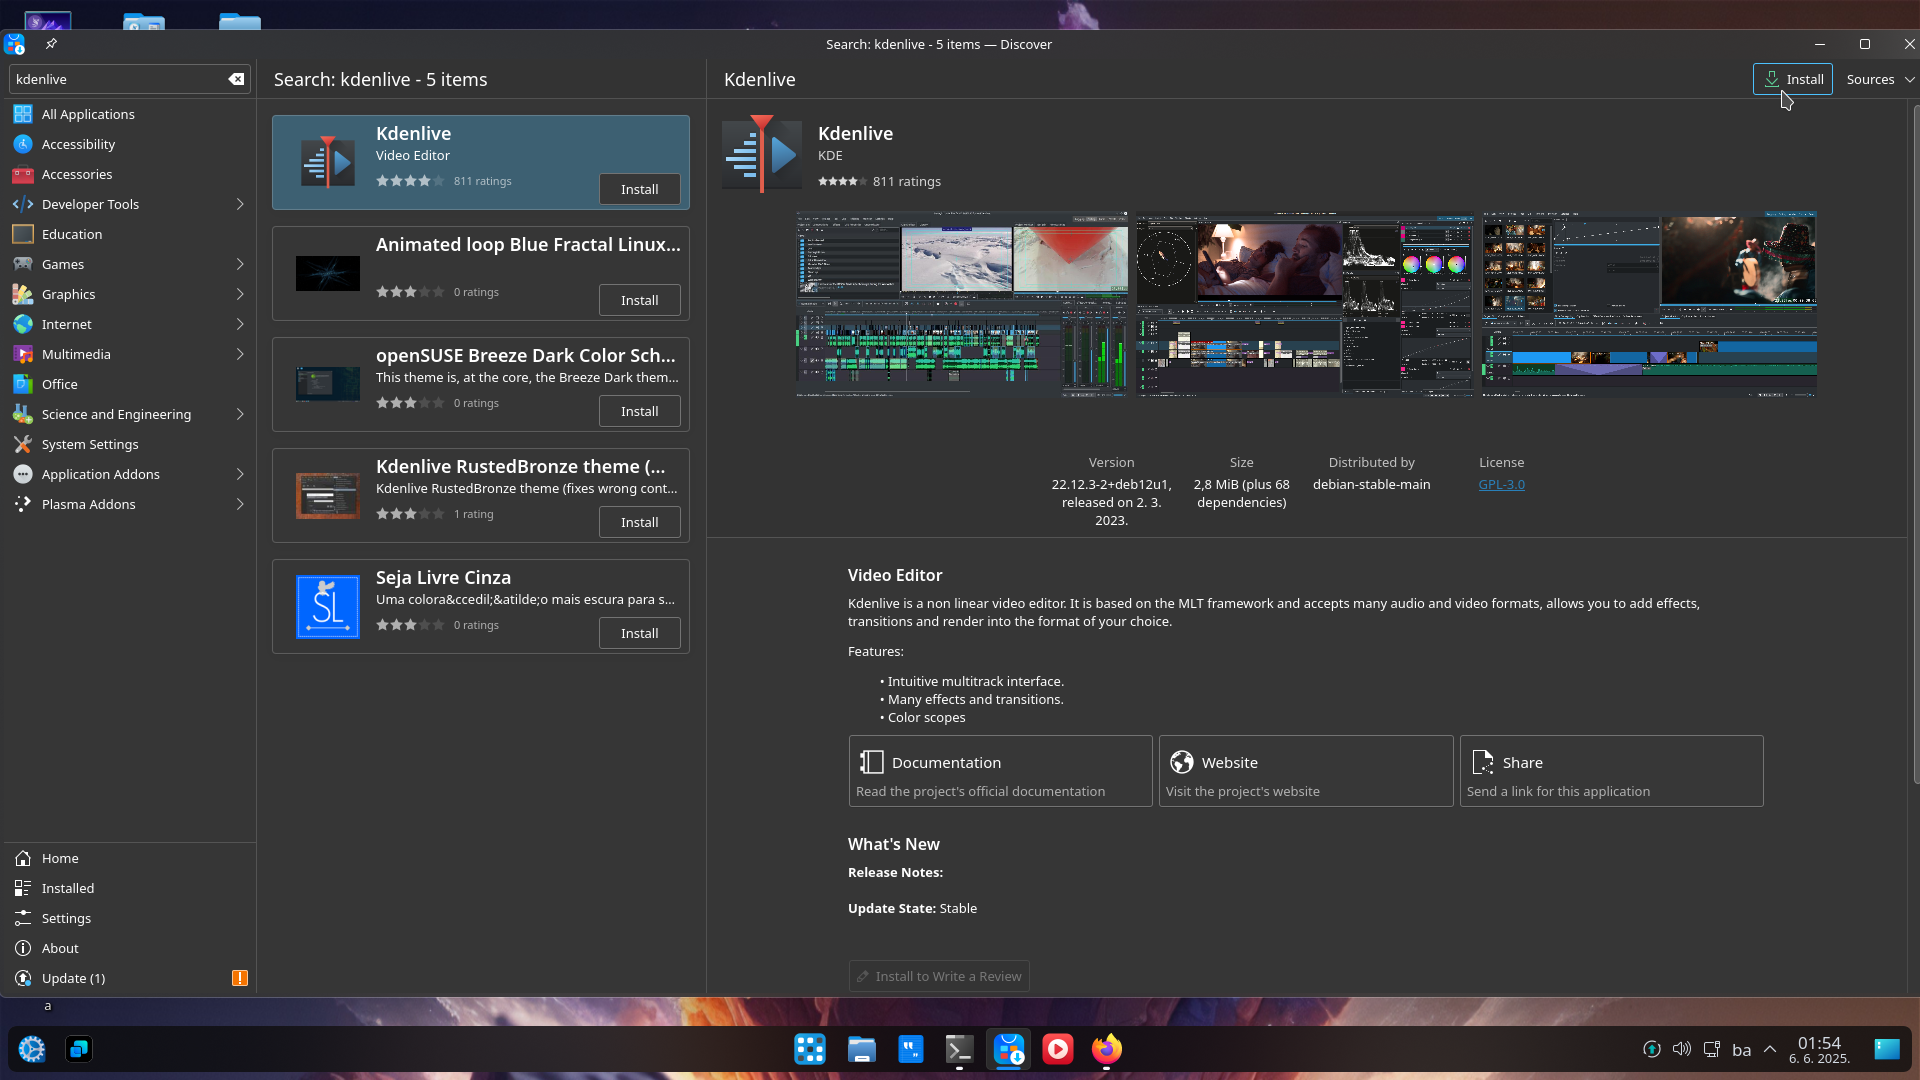 Search: kdenlive - 5 items — Discover
kdenlive
Search: kdenlive - 5 items
Kdenlive
Install
Sources
All Applications
Accessibility
Accessories
Developer Tools
Education
Games
Graphics
Internet
Multimedia
Office
Science and Engineering
System Settings
Application Addons
Plasma Addons
Home
Installed
Settings
About
Update (1)
Kdenlive
Video Editor
811 ratings
Install
Animated loop Blue Fractal Linux...
0 ratings
Install
openSUSE Breeze Dark Color Sch...
This theme is, at the core, the Breeze Dark them...
0 ratings
Install
Kdenlive RustedBronze theme (...
Kdenlive RustedBronze theme (fixes wrong cont...
1 rating
Install
Seja Livre Cinza
Uma colora&ccedil;&atilde;o mais escura para s...
0 ratings
Install
SL
Kdenlive
KDE
811 ratings
Version
22.12.3-2+deb12u1,
released on 2. 3.
2023.
Size
2,8 MiB (plus 68
dependencies)
Distributed by
debian-stable-main
License
GPL-3.0
Video Editor
Kdenlive is a non linear video editor. It is based on the MLT framework and accepts many audio and video formats, allows you to add effects,
transitions and render into the format of your choice.
Features:
• Intuitive multitrack interface.
• Many effects and transitions.
• Color scopes
Documentation
Read the project's official documentation
Website
Visit the project's website
Share
Send a link for this application
What's New
Release Notes:
Update State: Stable
Install to Write a Review
a
ba
01:54
6. 6. 2025.